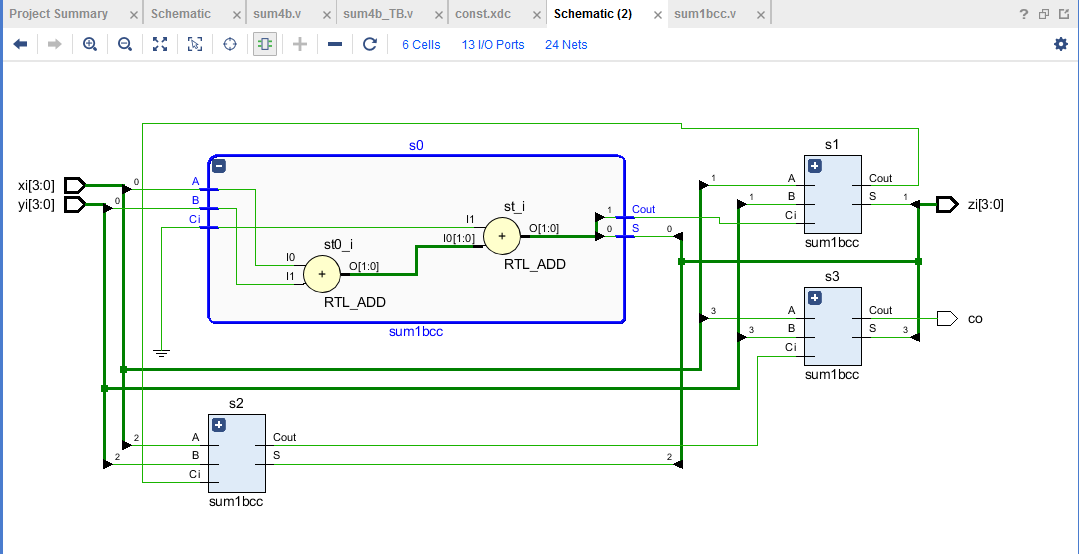 Project Summary × Schematic × sum4b.v × sum4b_TB.v × const.xdc × Schematic (2) × sum1bcc.v × ?
6 Cells 13 I/O Ports 24 Nets
s0
s1
xi[3:0] 0 A 1 A Cout
yi[3:0] 0 B st_i 1 Cout 1 B S 1 zi[3:0]
Ci I1 O[1:0] 0 S 0 Ci
I0[1:0] sum1bcc
st0_i RTL_ADD
I0 O[1:0] s3
I1
RTL_ADD 3 A Cout co
sum1bcc 3 B S 3
Ci
sum1bcc
s2
2 A Cout
2 B S 2
Ci
sum1bcc